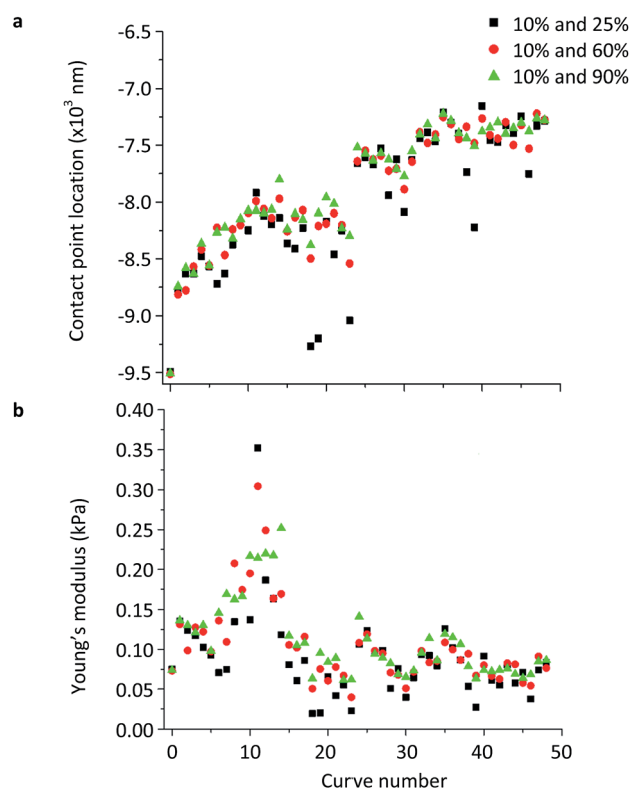 a
-6.5
-7.0
-7.5
-8.0
-8.5
-9.0
-9.5
Contact point location (x10³ nm)
10% and 25%
10% and 60%
10% and 90%
b
0.40
0.35
0.30
0.25
0.20
0.15
0.10
0.05
0.00
Young's modulus (kPa)
0 10 20 30 40 50
Curve number